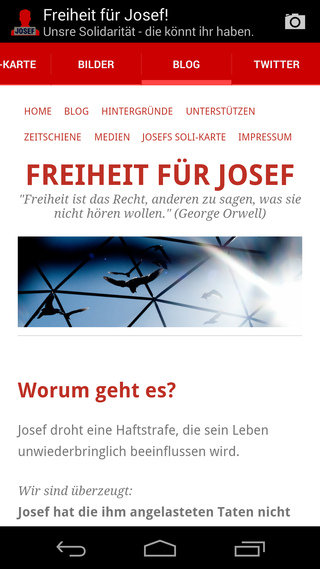 JOSEF
Freiheit für Josef!
Unsre Solidarität - die könnt ihr haben.
-KARTE
BILDER
BLOG
TWITTER
HOME BLOG HINTERGRÜNDE UNTERSTÜTZEN
ZEITSCHIENE MEDIEN JOSEFS SOLI-KARTE IMPRESSUM
FREIHEIT FÜR JOSEF
"Freiheit ist das Recht, anderen zu sagen, was sie
nicht hören wollen." (George Orwell)
Worum geht es?
Josef droht eine Haftstrafe, die sein Leben
unwiederbringlich beeinflussen wird.
Wir sind überzeugt:
Josef hat die ihm angelasteten Taten nicht